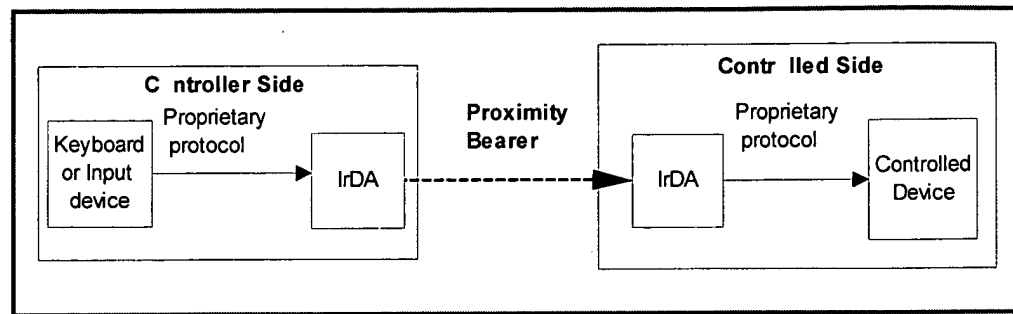 C ntroller Side
Keyboard
or Input
device
Proprietary
protocol
IrDA
Proximity
Bearer
Contr lled Side
IrDA
Proprietary
protocol
Controlled
Device